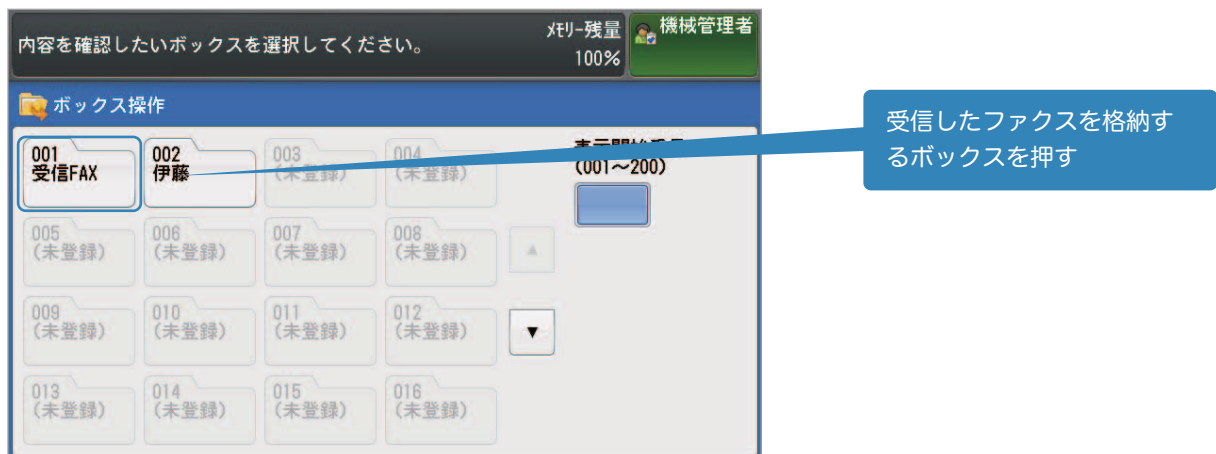 内容を確認したいボックスを選択してください。
メモリー残量
100%
機械管理者
ボックス操作
001
受信FAX
002
伊藤
003
(未登録)
004
(未登録)
(001〜200)
005
(未登録)
006
(未登録)
007
(未登録)
008
(未登録)
▲
009
(未登録)
010
(未登録)
011
(未登録)
012
(未登録)
▼
013
(未登録)
014
(未登録)
015
(未登録)
016
(未登録)
受信したファクスを格納す
るボックスを押す